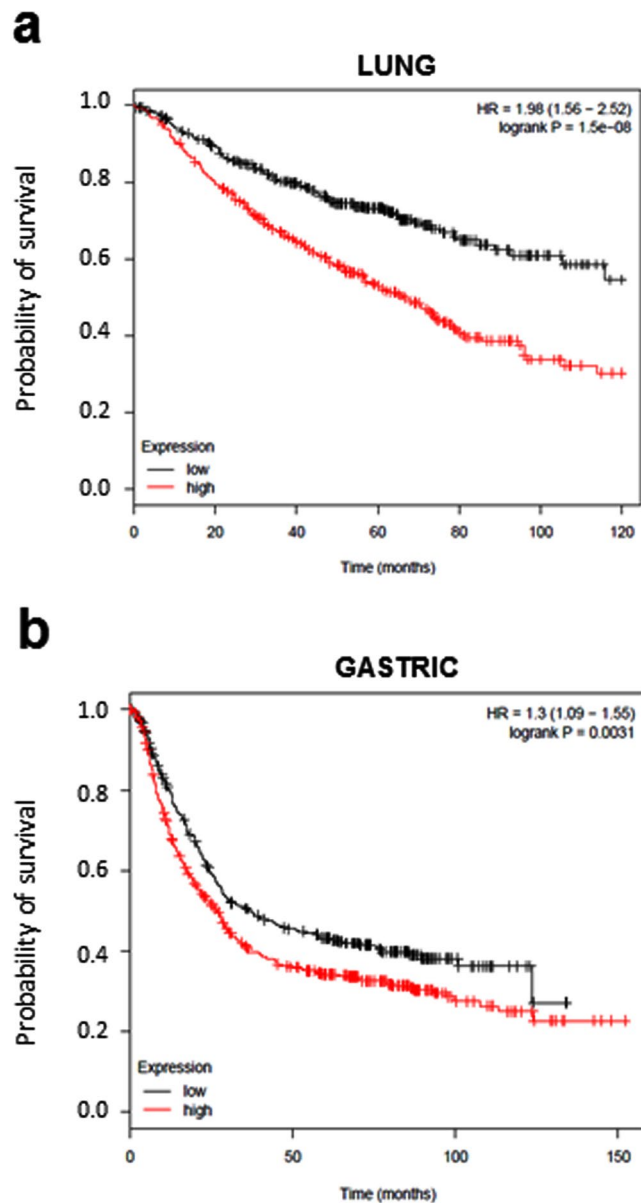 a
LUNG
HR = 1.98 (1.56 − 2.52)
logrank P = 1.5e−08
Probability of survival
1.0
0.8
0.6
0.4
0.2
0.0
Expression
low
high
0 20 40 60 80 100 120
Time (months)
b
GASTRIC
HR = 1.3 (1.09 − 1.55)
logrank P = 0.0031
Probability of survival
1.0
0.8
0.6
0.4
0.2
0.0
Expression
low
high
0 50 100 150
Time (months)